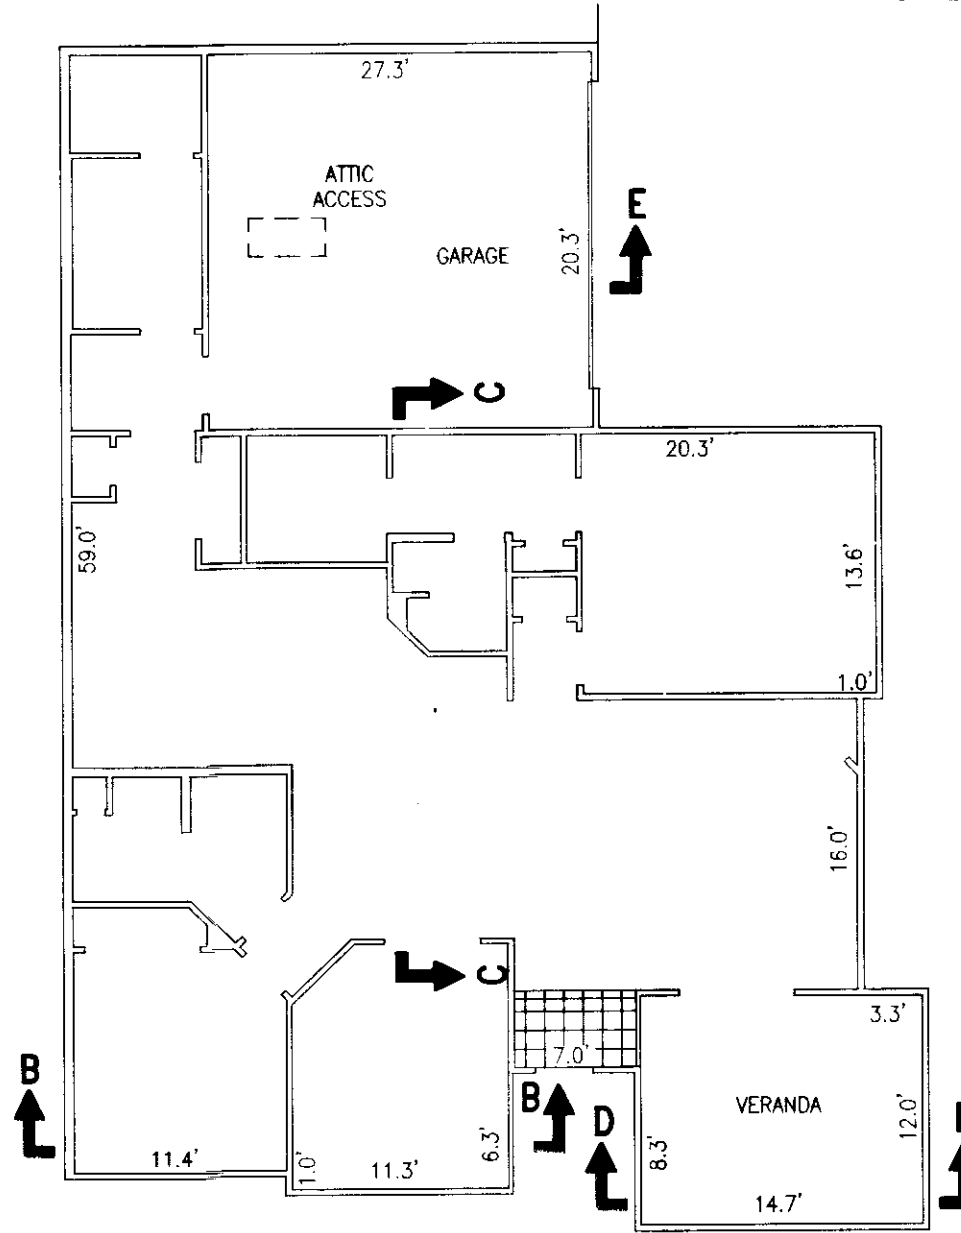 27.3'
ATTIC
ACCESS
E
20.3'
GARAGE
C
20.3'
59.0'
13.6'
1.0'
16.0'
C
3.3'
7.0'
B
B
D
VERANDA
12.0'
6.3'
8.3'
11.4'
1.0'
11.3'
14.7'